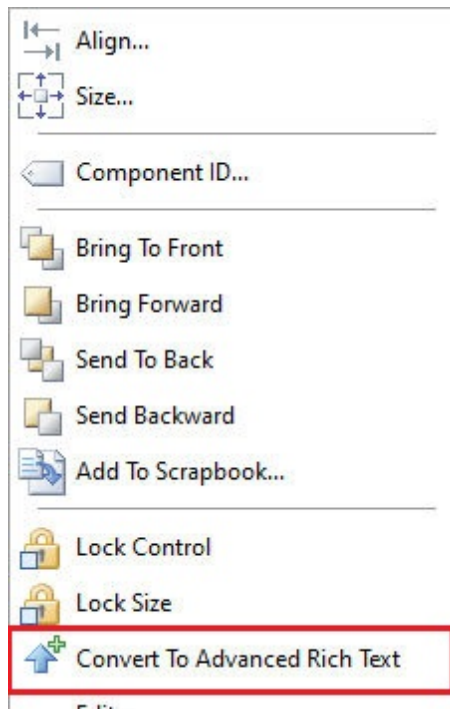 Align...
Size...
Component ID...
Bring To Front
Bring Forward
Send To Back
Send Backward
Add To Scrapbook...
Lock Control
Lock Size
Convert To Advanced Rich Text